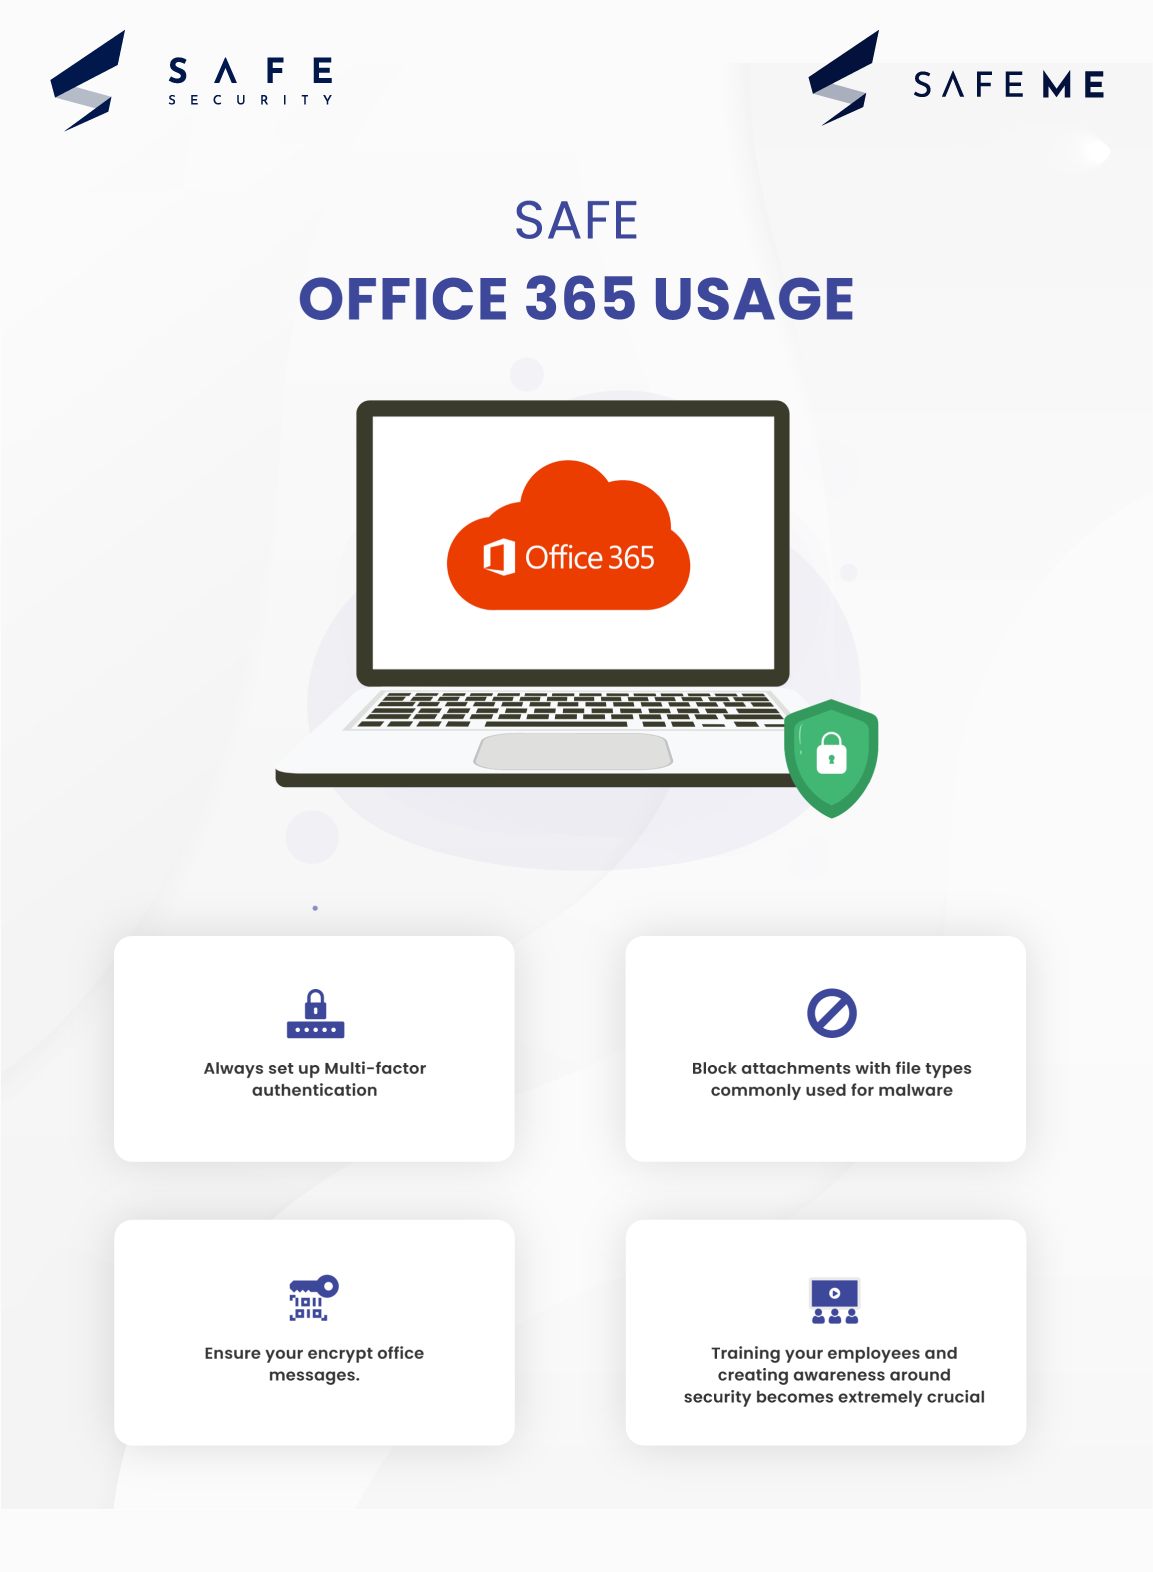 SAFE
SECURITY
SAFE ME
SAFE
OFFICE 365 USAGE
Office 365
Always set up Multi-factor
authentication
Block attachments with file types
commonly used for malware
Ensure your encrypt office
messages.
Training your employees and
creating awareness around
security becomes extremely crucial